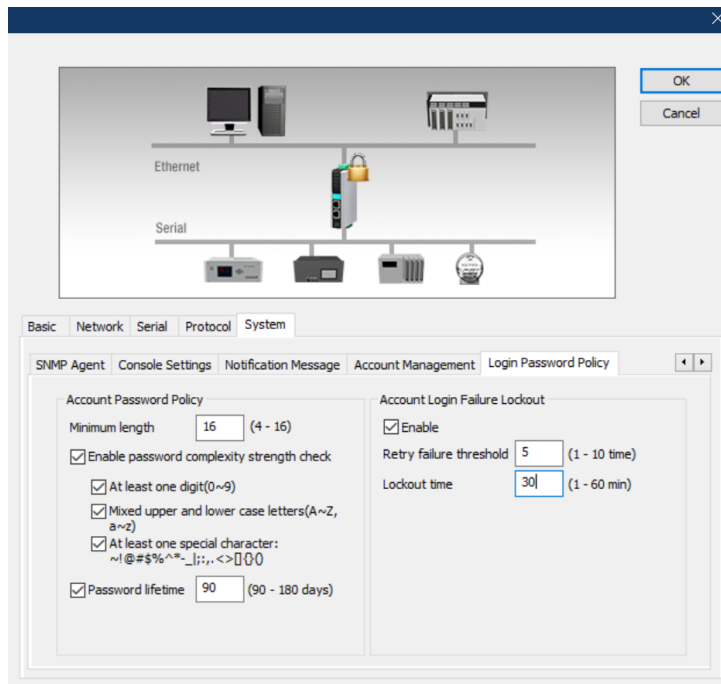 OK
Cancel
Ethernet
Serial
Basic Network Serial Protocol System
SNMP Agent Console Settings Notification Message Account Management Login Password Policy
Account Password Policy
Minimum length 16 (4 - 16)
Enable password complexity strength check
At least one digit(0~9)
Mixed upper and lower case letters(A~Z,
a~z)
At least one special character:
~!@#$%^*-_|;:,.<>[]{}()
Password lifetime 90 (90 - 180 days)
Account Login Failure Lockout
Enable
Retry failure threshold 5 (1 - 10 time)
Lockout time 30 (1 - 60 min)